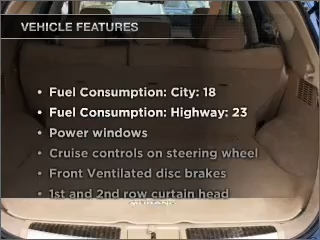 VEHICLE FEATURES
• Fuel Consumption: City: 18
• Fuel Consumption: Highway: 23
• Power windows
• Cruise controls on steering wheel
• Front Ventilated disc brakes
• 1st and 2nd row curtain head
MURANO